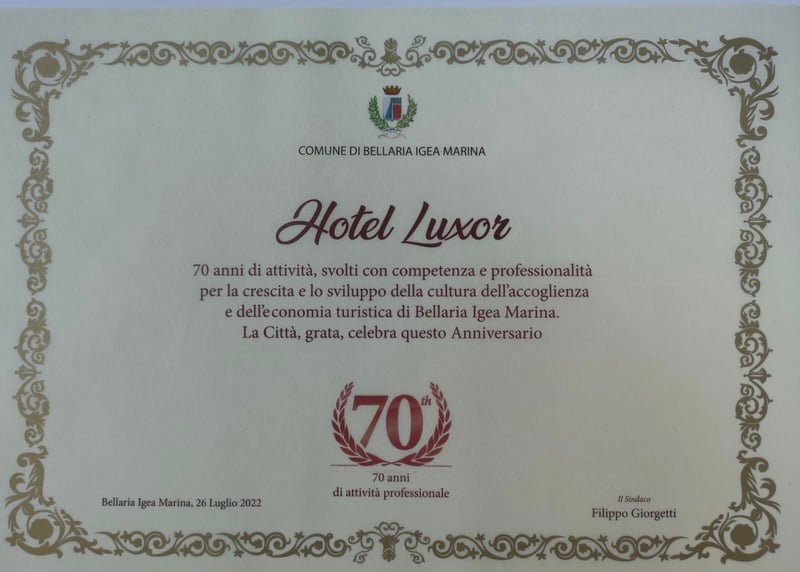 COMUNE DI BELLARIA IGEA MARINA
Hotel Luxor
70 anni di attività, svolti con competenza e professionalità
per la crescita e lo sviluppo della cultura dell'accoglienza
e dell'economia turistica di Bellaria Igea Marina.
La Città, grata, celebra questo Anniversario
70th
70 anni
di attività professionale
Bellaria Igea Marina, 26 Luglio 2022
Il Sindaco
Filippo Giorgetti